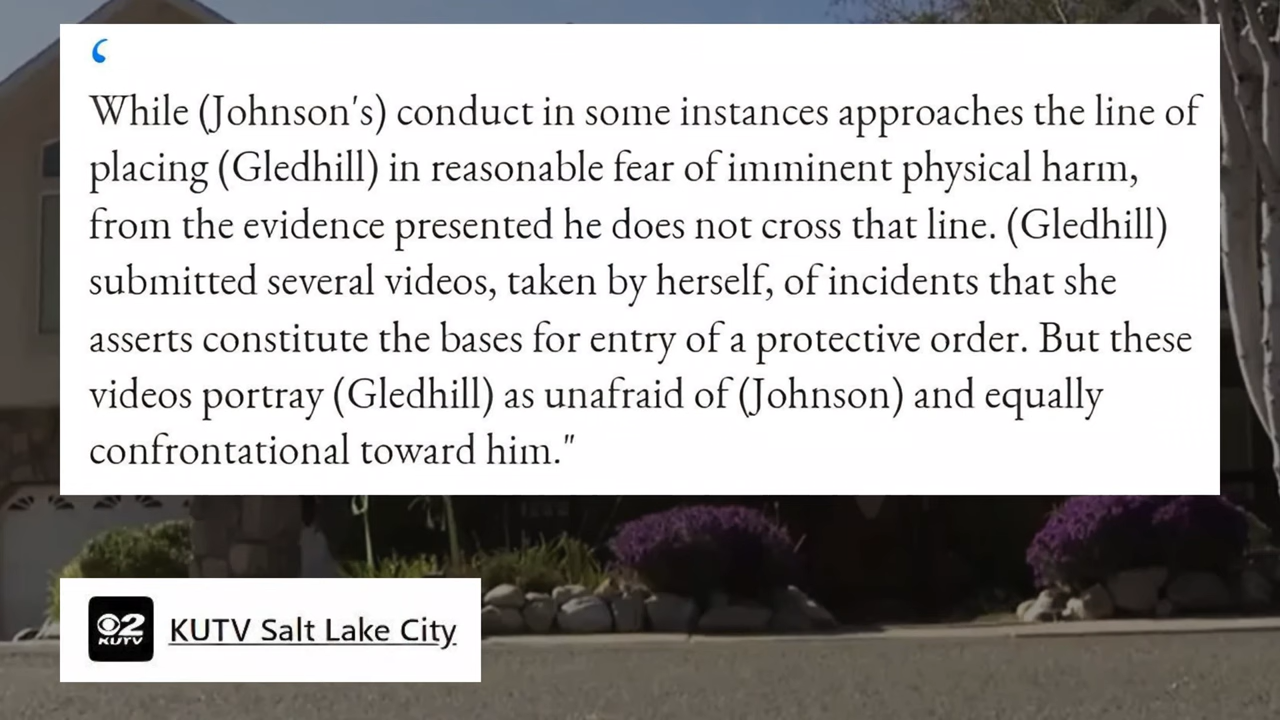 ‘
While (Johnson's) conduct in some instances approaches the line of
placing (Gledhill) in reasonable fear of imminent physical harm,
from the evidence presented he does not cross that line. (Gledhill)
submitted several videos, taken by herself, of incidents that she
asserts constitute the bases for entry of a protective order. But these
videos portray (Gledhill) as unafraid of (Johnson) and equally
confrontational toward him."
2
KUTV
KUTV Salt Lake City